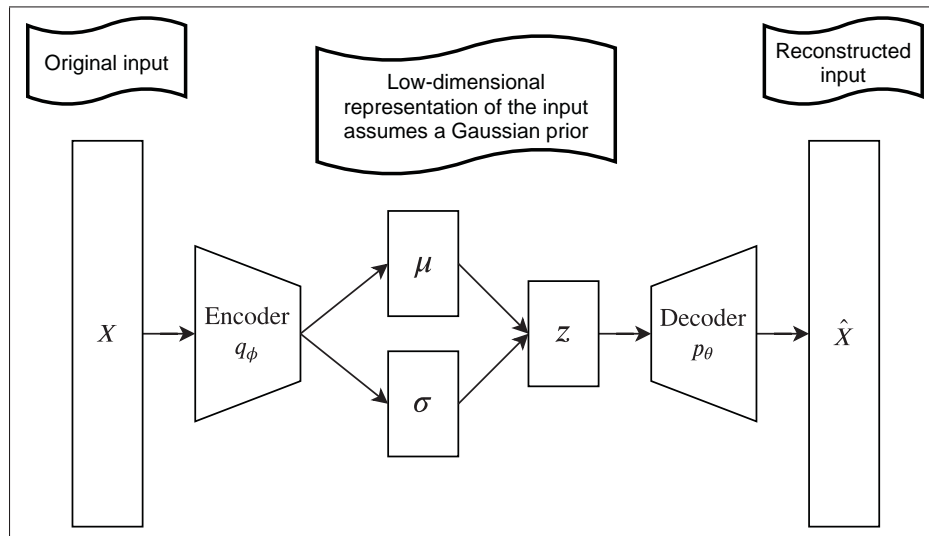 Original input
Low-dimensional
representation of the input
assumes a Gaussian prior
Reconstructed
input
X
Encoder
qϕ
μ
σ
z
Decoder
pθ
X̂